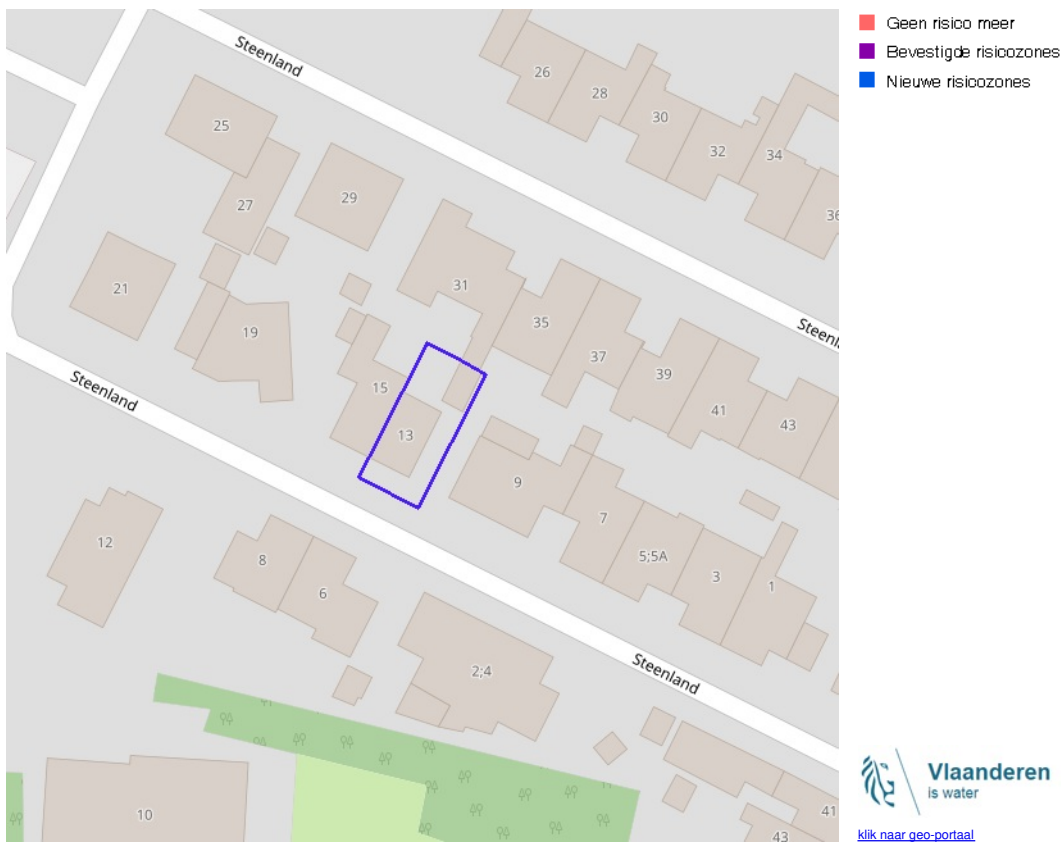 Steenland
26
28
30
32
34
36
25
27
29
21
19
31
35
37
39
41
43
Steenl
15
13
Steenland
9
7
5;5A
3
1
12
8
6
2;4
Steenland
10
41
43
Geen risico meer
Bevestigde risicozones
Nieuwe risicozones
Vlaanderen
is water
klik naar geo-portaal